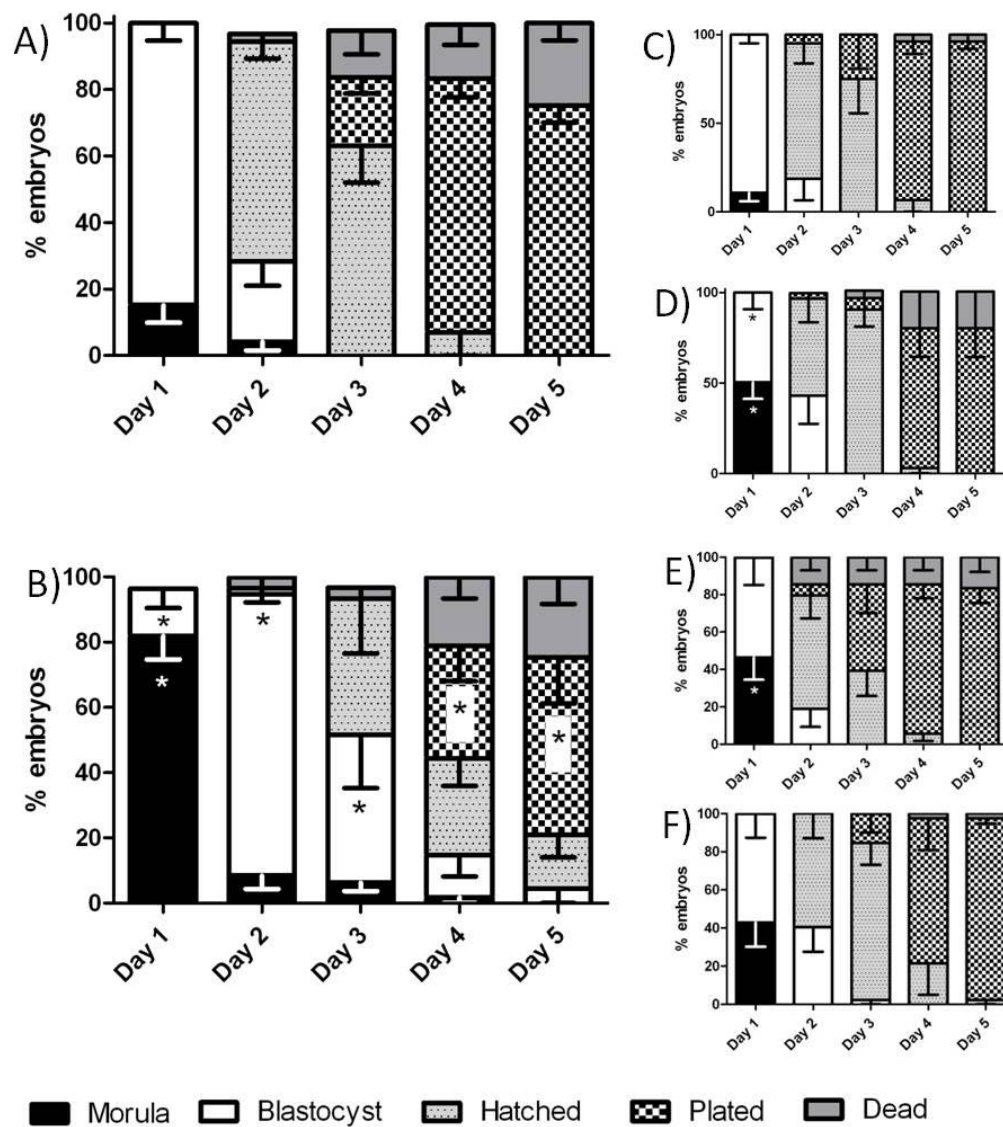 A)
% embryos
100
80
60
40
20
0
Day 1 Day 2 Day 3 Day 4 Day 5
B)
% embryos
100
80
60
40
20
0
* * * * * *
Day 1 Day 2 Day 3 Day 4 Day 5
C)
% embryos
100
50
0
Day 1 Day 2 Day 3 Day 4 Day 5
D)
% embryos
100
50
0
* *
Day 1 Day 2 Day 3 Day 4 Day 5
E)
% embryos
100
80
60
40
20
0
*
Day 1 Day 2 Day 3 Day 4 Day 5
F)
% embryos
100
80
60
40
20
0
Day 1 Day 2 Day 3 Day 4 Day 5
Morula Blastocyst Hatched Plated Dead